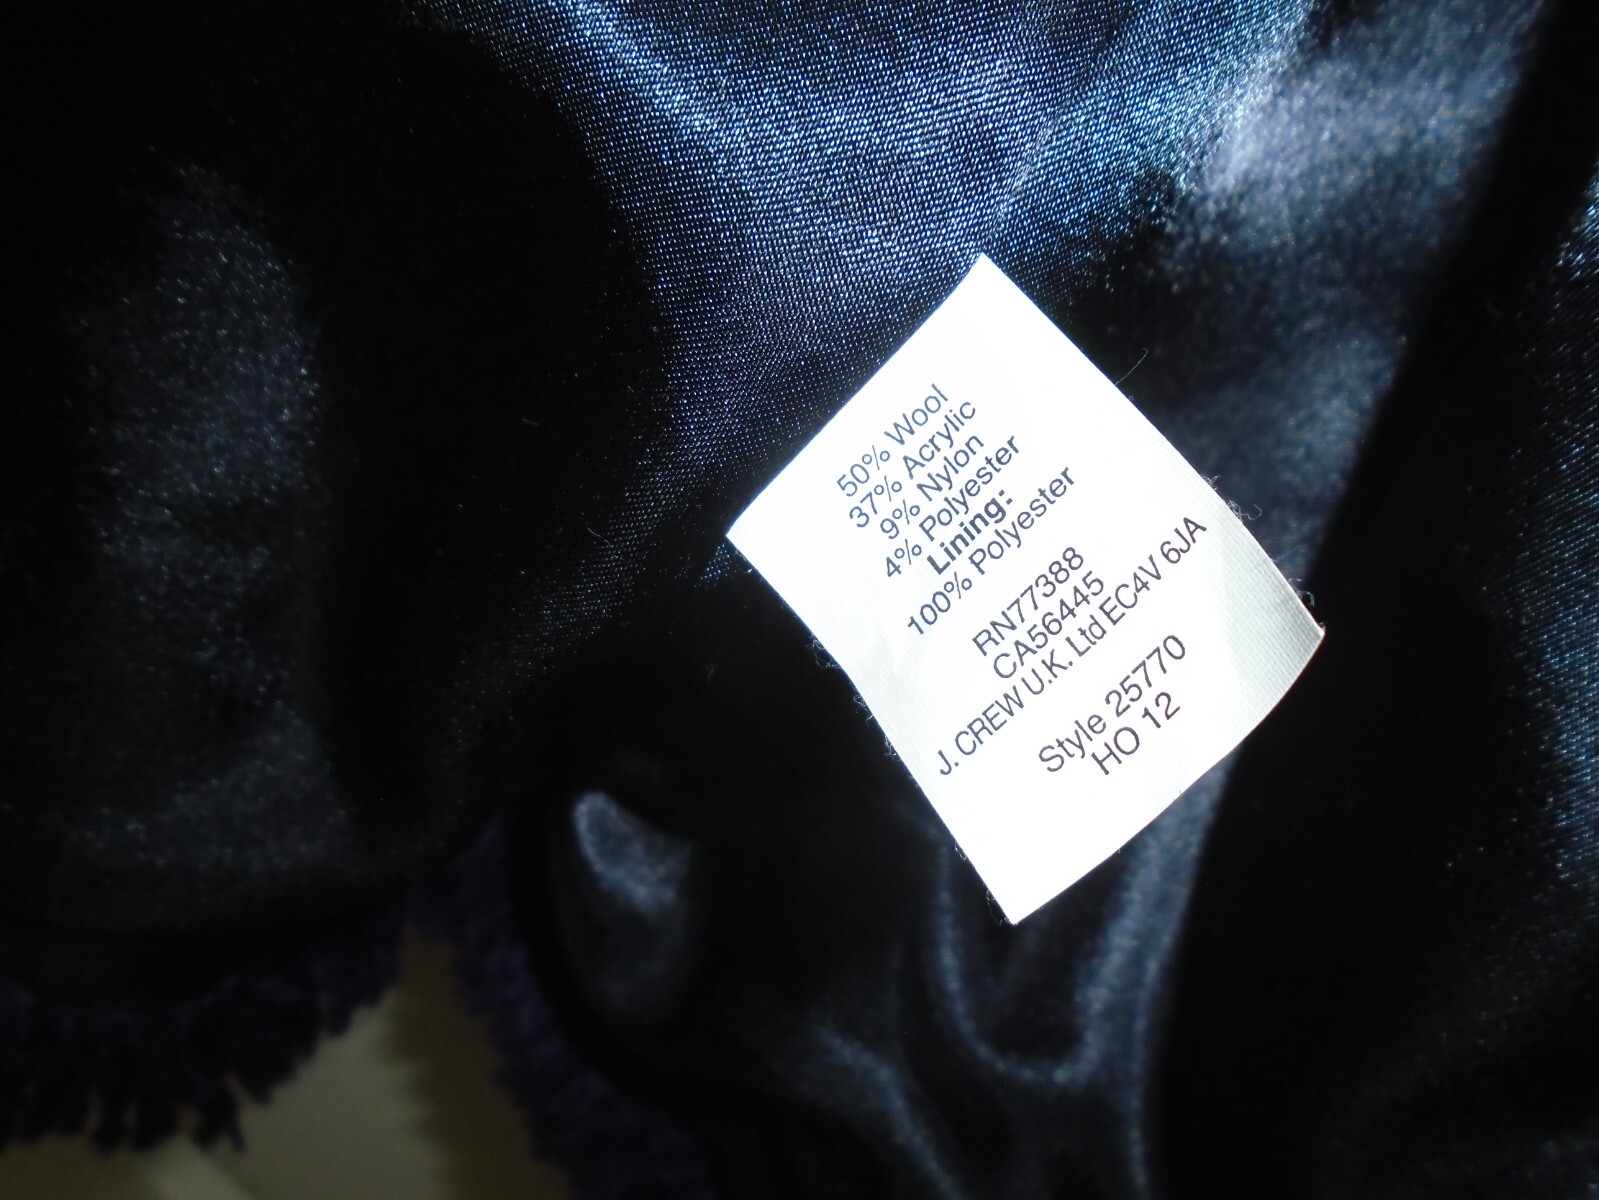 50% Wool
37% Acrylic
9% Nylon
4% Polyester
Lining:
100% Polyester
RN77388
CA56445
J. CREW U.K. Ltd EC4V 6JA
Style 25770
HO 12